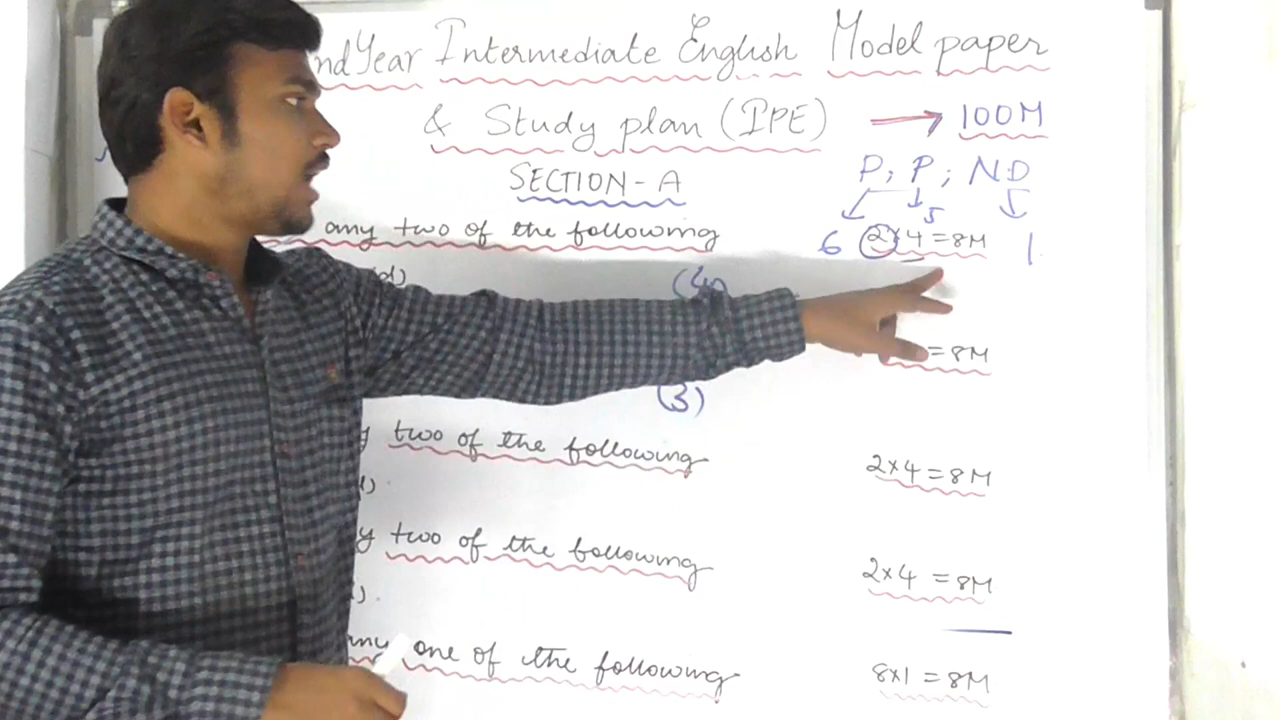 nd Year Intermediate English Model paper
& Study plan (IPE) → 100M
SECTION-A P; P; ND
any two of the following 6 2×4=8M 5 1
(d) (4)
=8M
(3)
two of the following 2×4=8M
y two of the following 2×4 =8M
any one of the following 8×1=8M